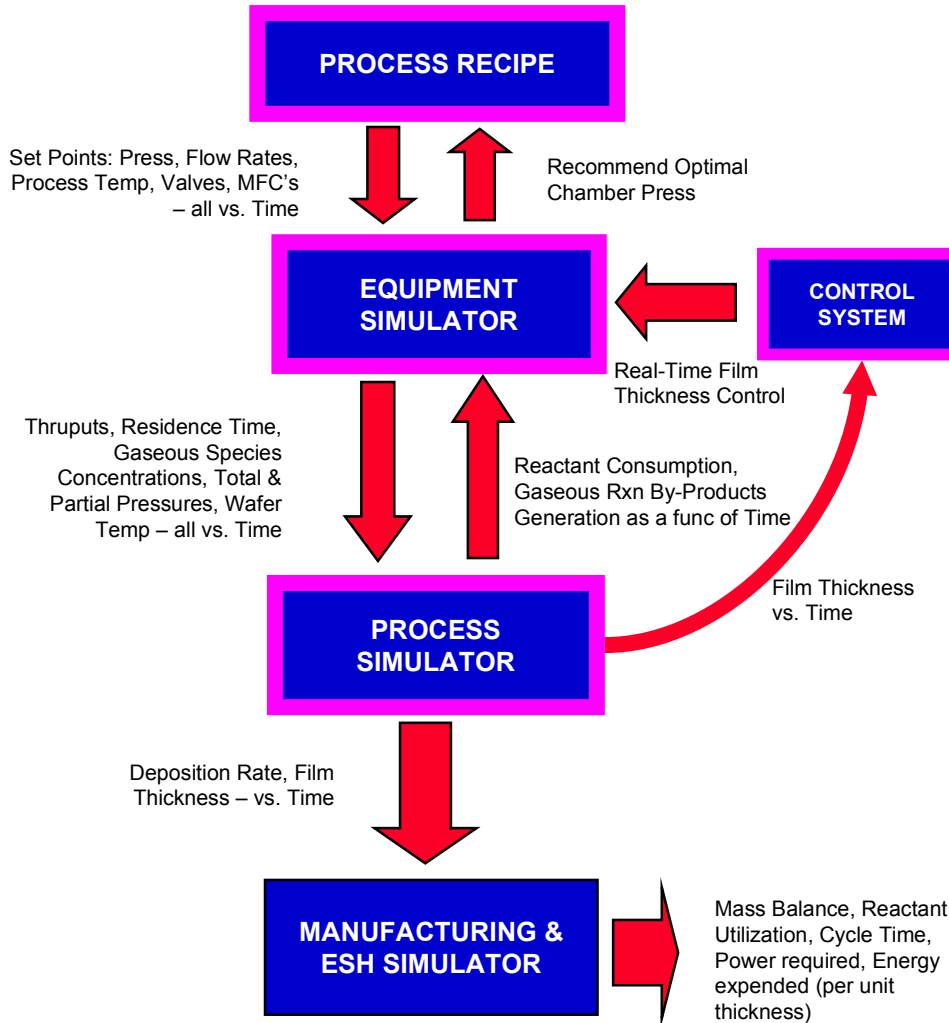 PROCESS RECIPE
Set Points: Press, Flow Rates,
Process Temp, Valves, MFC's
– all vs. Time
Recommend Optimal
Chamber Press
EQUIPMENT
SIMULATOR
CONTROL
SYSTEM
Real-Time Film
Thickness Control
Thruputs, Residence Time,
Gaseous Species
Concentrations, Total &
Partial Pressures, Wafer
Temp – all vs. Time
Reactant Consumption,
Gaseous Rxn By-Products
Generation as a func of Time
PROCESS
SIMULATOR
Film Thickness
vs. Time
Deposition Rate, Film
Thickness – vs. Time
MANUFACTURING &
ESH SIMULATOR
Mass Balance, Reactant
Utilization, Cycle Time,
Power required, Energy
expended (per unit
thickness)